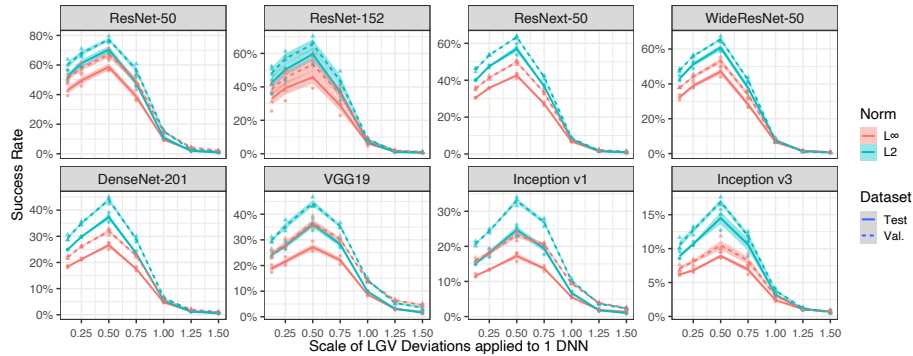 ResNet-50
ResNet-152
ResNext-50
WideResNet-50
80%
60%
40%
20%
0%
60%
40%
20%
0%
60%
40%
20%
0%
60%
40%
20%
0%
DenseNet-201
VGG19
Inception v1
Inception v3
40%
30%
20%
10%
0%
40%
30%
20%
10%
0%
30%
20%
10%
0%
15%
10%
5%
0%
0.25 0.50 0.75 1.00 1.25 1.50
0.25 0.50 0.75 1.00 1.25 1.50
0.25 0.50 0.75 1.00 1.25 1.50
0.25 0.50 0.75 1.00 1.25 1.50
Scale of LGV Deviations applied to 1 DNN
Success Rate
Norm
L∞
L2
Dataset
Test
Val.